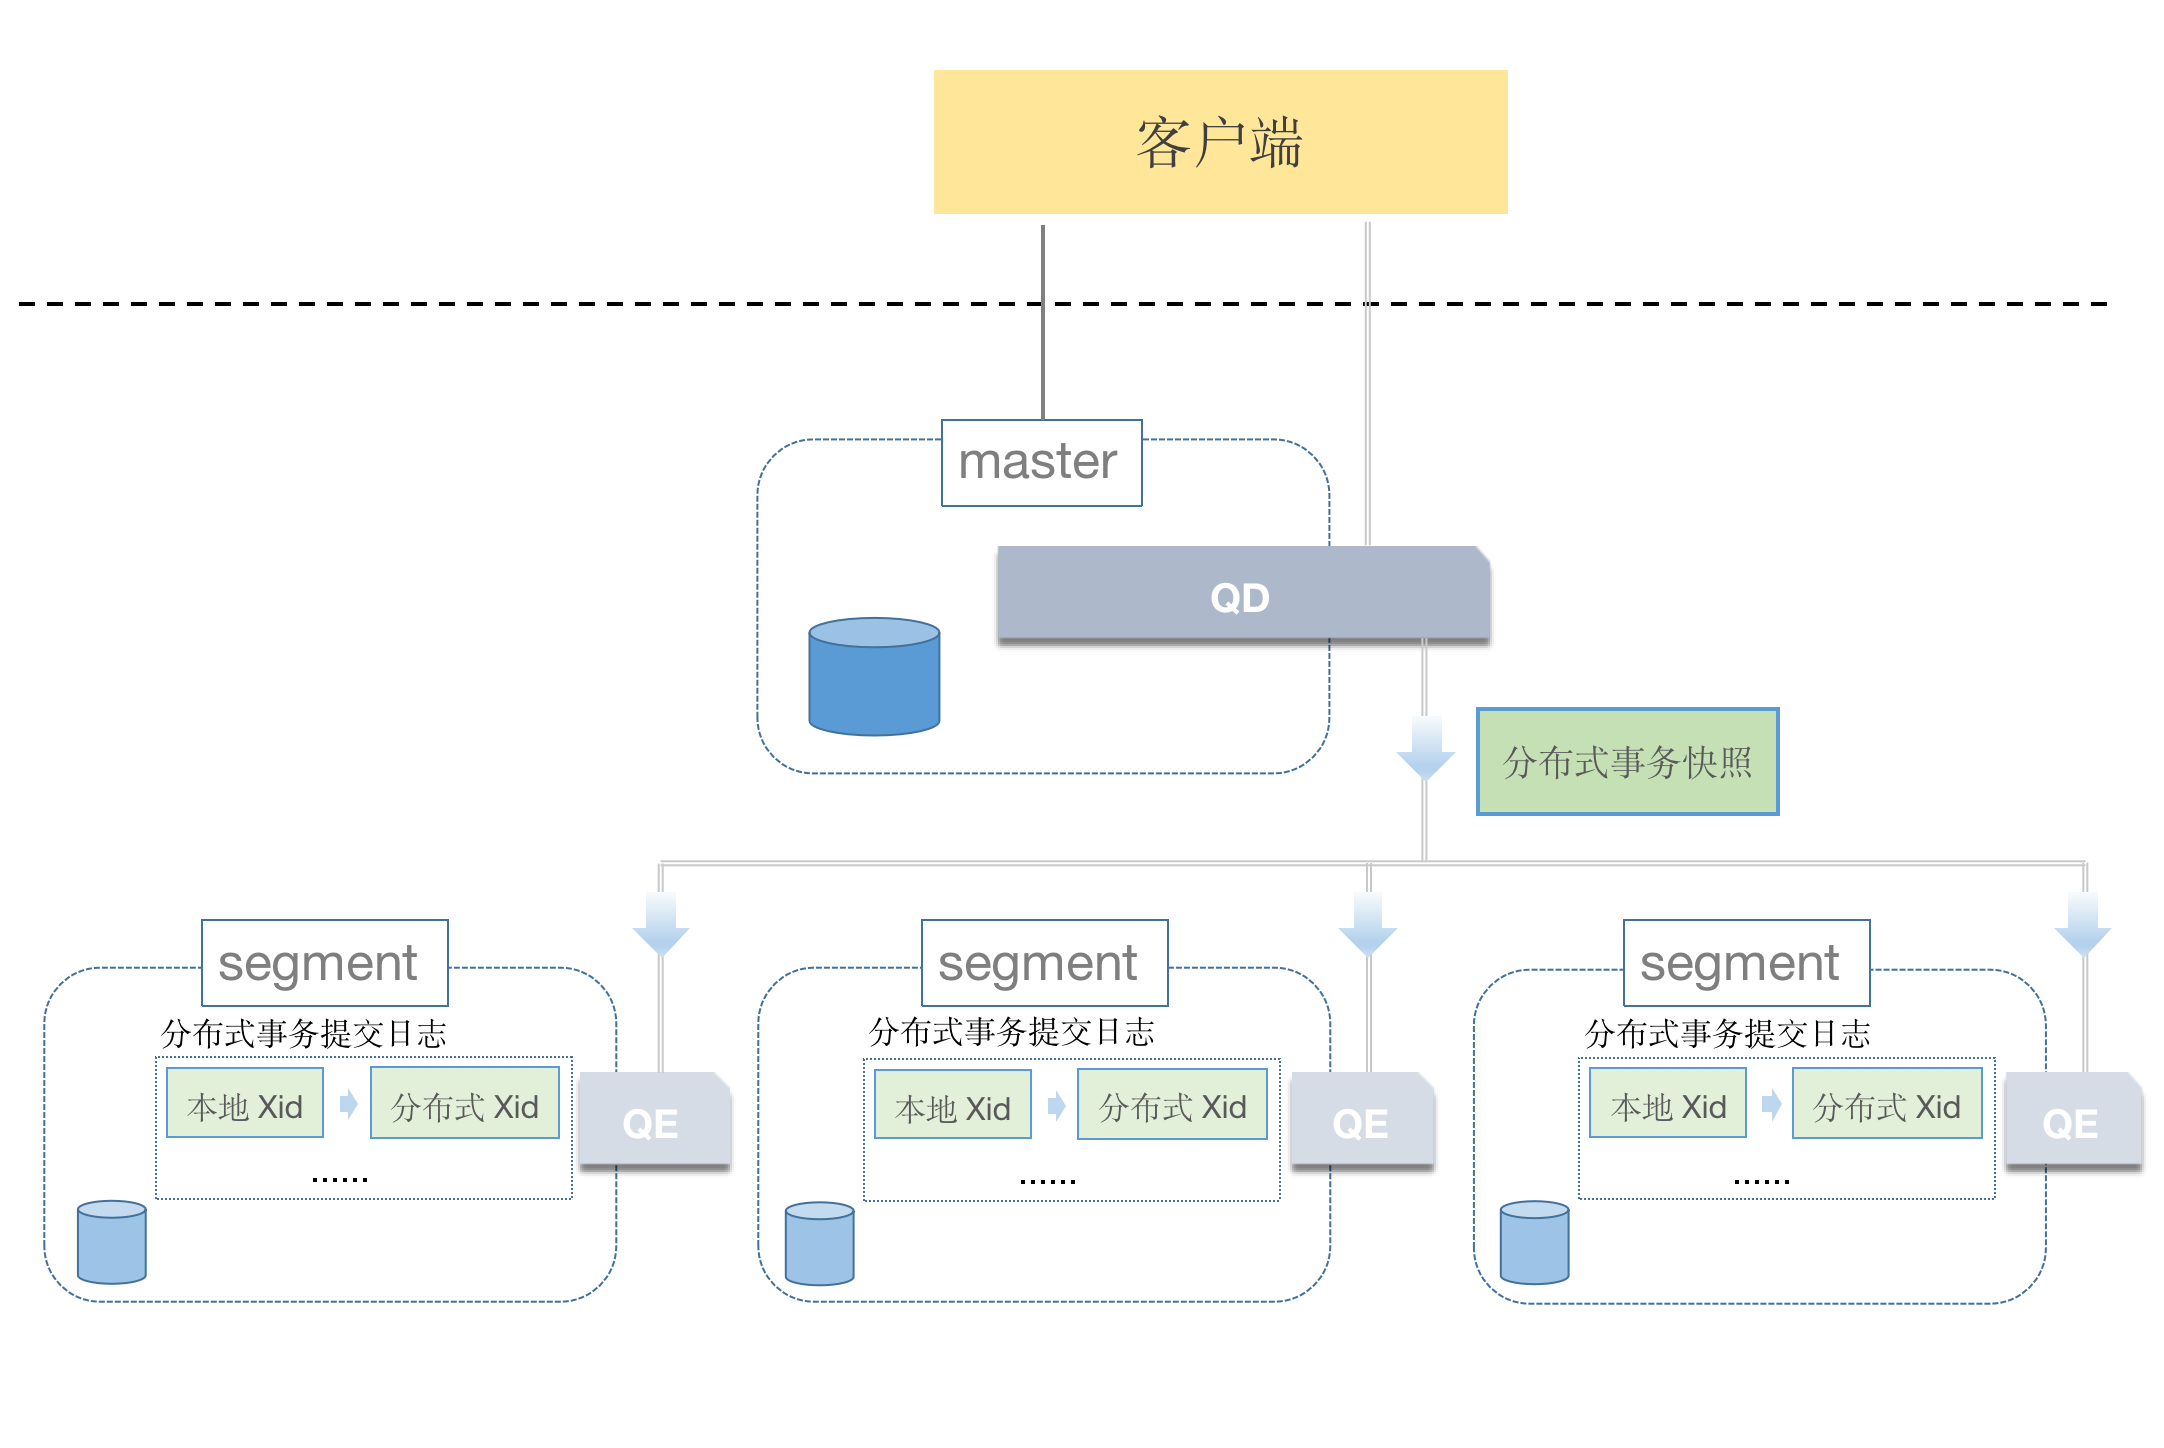 客户端
master
QD
分布式事务快照
segment
分布式事务提交日志
本地 Xid
分布式 Xid
......
QE
segment
分布式事务提交日志
本地 Xid
分布式 Xid
......
QE
segment
分布式事务提交日志
本地 Xid
分布式 Xid
......
QE